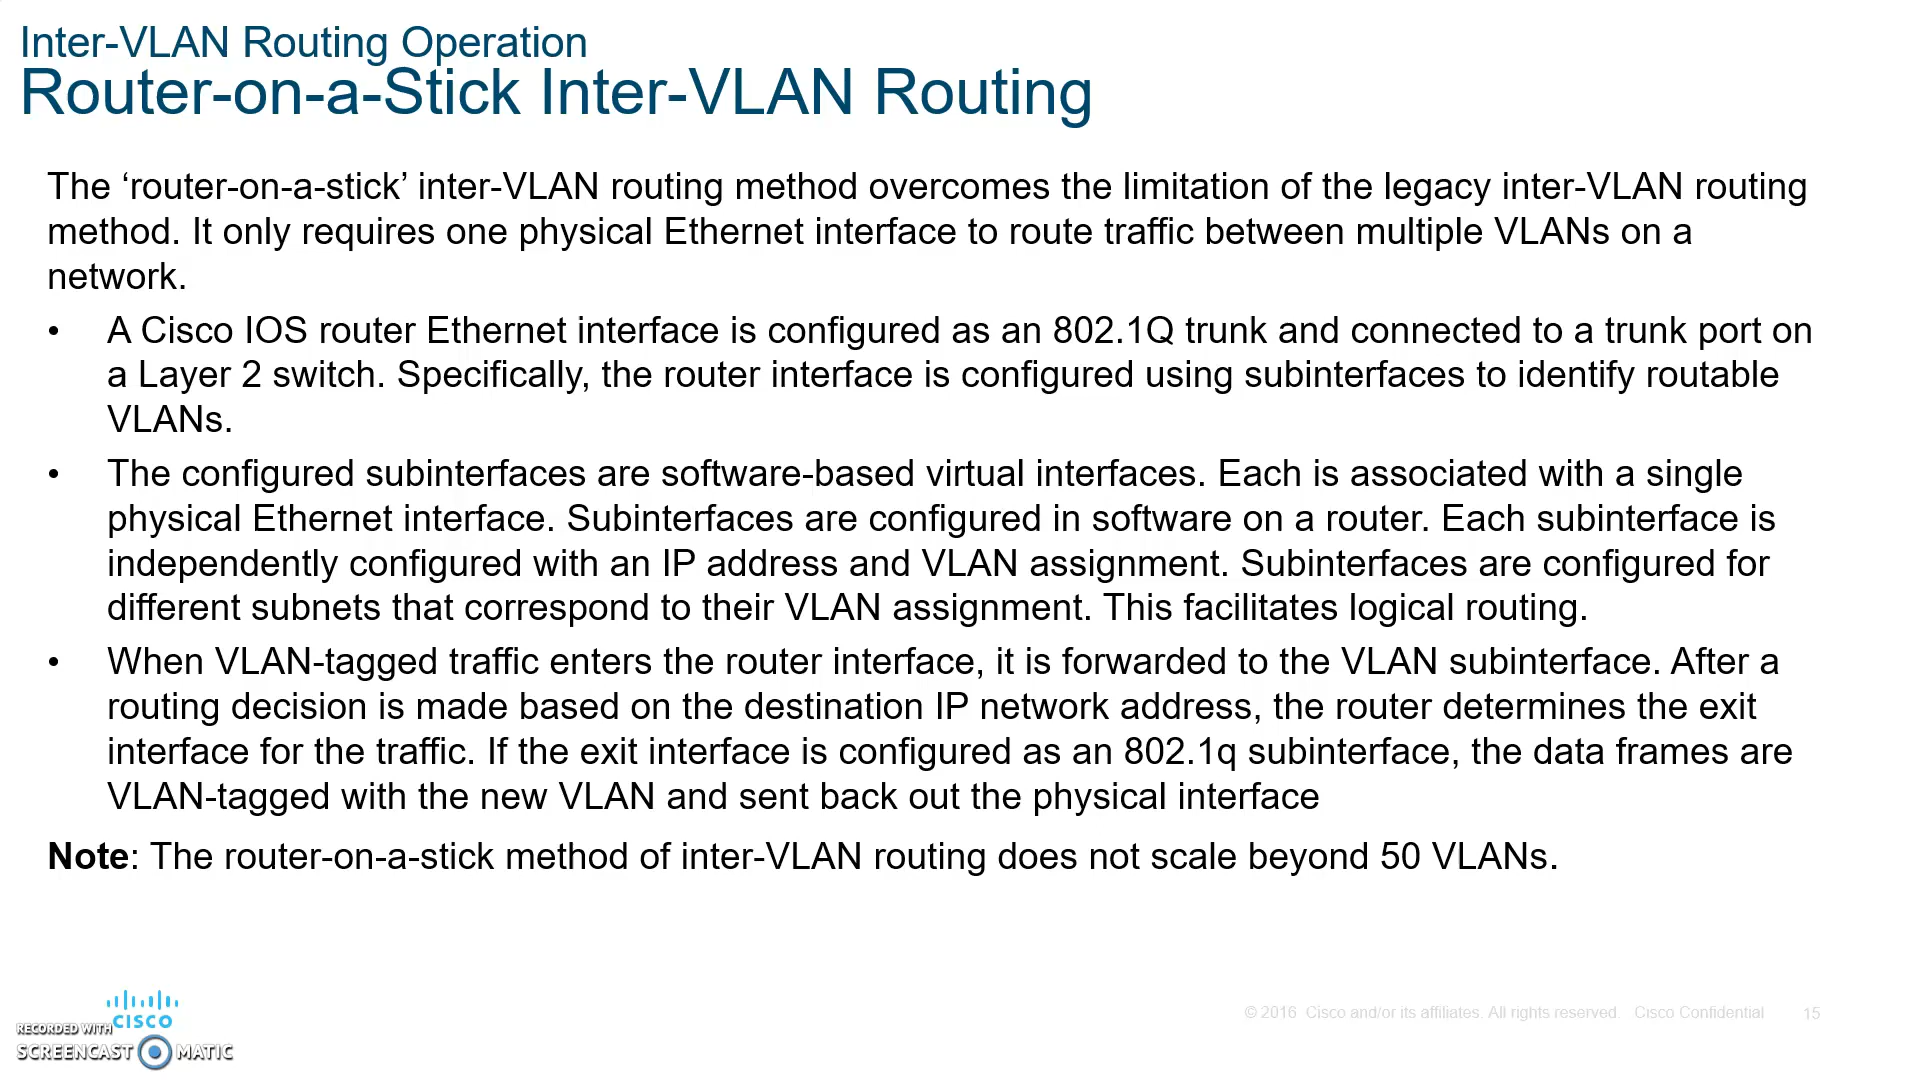 Inter-VLAN Routing Operation
Router-on-a-Stick Inter-VLAN Routing
The ‘router-on-a-stick’ inter-VLAN routing method overcomes the limitation of the legacy inter-VLAN routing
method. It only requires one physical Ethernet interface to route traffic between multiple VLANs on a
network.
• A Cisco IOS router Ethernet interface is configured as an 802.1Q trunk and connected to a trunk port on
a Layer 2 switch. Specifically, the router interface is configured using subinterfaces to identify routable
VLANs.
• The configured subinterfaces are software-based virtual interfaces. Each is associated with a single
physical Ethernet interface. Subinterfaces are configured in software on a router. Each subinterface is
independently configured with an IP address and VLAN assignment. Subinterfaces are configured for
different subnets that correspond to their VLAN assignment. This facilitates logical routing.
• When VLAN-tagged traffic enters the router interface, it is forwarded to the VLAN subinterface. After a
routing decision is made based on the destination IP network address, the router determines the exit
interface for the traffic. If the exit interface is configured as an 802.1q subinterface, the data frames are
VLAN-tagged with the new VLAN and sent back out the physical interface
Note: The router-on-a-stick method of inter-VLAN routing does not scale beyond 50 VLANs.
CISCO
© 2016 Cisco and/or its affiliates. All rights reserved. Cisco Confidential 15
RECORDED WITH
SCREENCAST MATIC